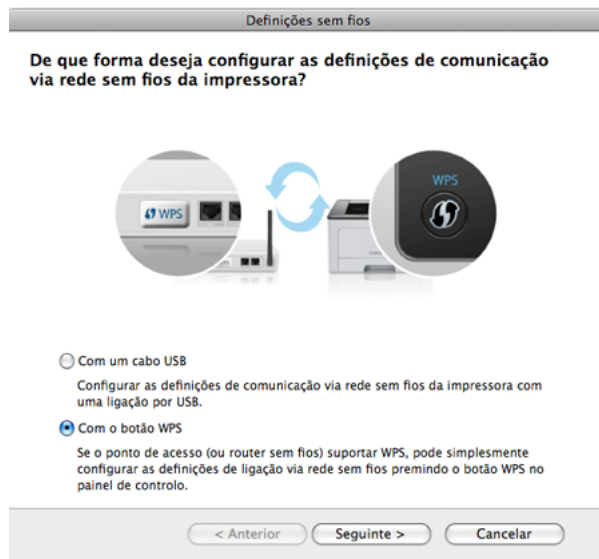 Definições sem fios
De que forma deseja configurar as definições de comunicação
via rede sem fios da impressora?
WPS
WPS
Com um cabo USB
Configurar as definições de comunicação via rede sem fios da impressora com
uma ligação por USB.
Com o botão WPS
Se o ponto de acesso (ou router sem fios) suportar WPS, pode simplesmente
configurar as definições de ligação via rede sem fios premindo o botão WPS no
painel de controlo.
< Anterior
Seguinte >
Cancelar